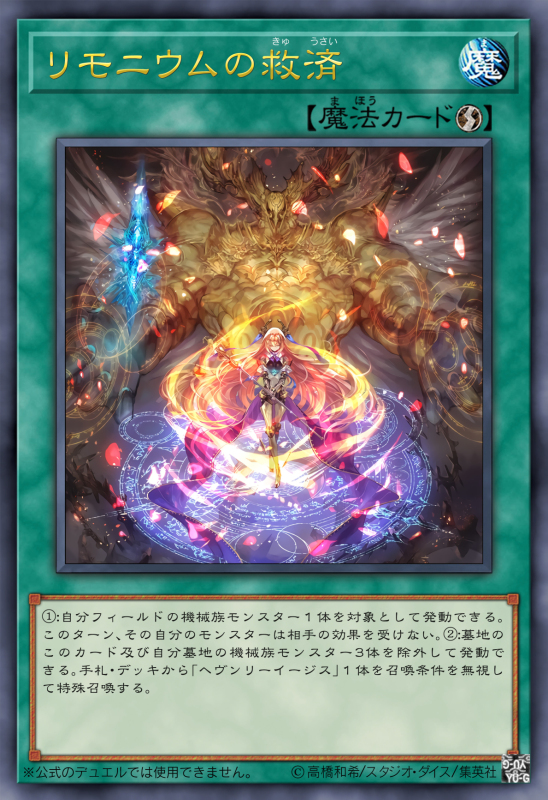 きゅうさい
リモニウムの救済
魔
まほう
【魔法カード】
①:自分フィールドの機械族モンスター1体を対象として発動できる。
このターン、その自分のモンスターは相手の効果を受けない。②:墓地の
このカード及び自分墓地の機械族モンスター3体を除外して発動で
きる。手札・デッキから「ヘヴンリーイージス」1体を召喚条件を無視し
て特殊召喚する。
※公式のデュエルでは使用できません。 ©高橋和希/スタジオ・ダイス/集英社